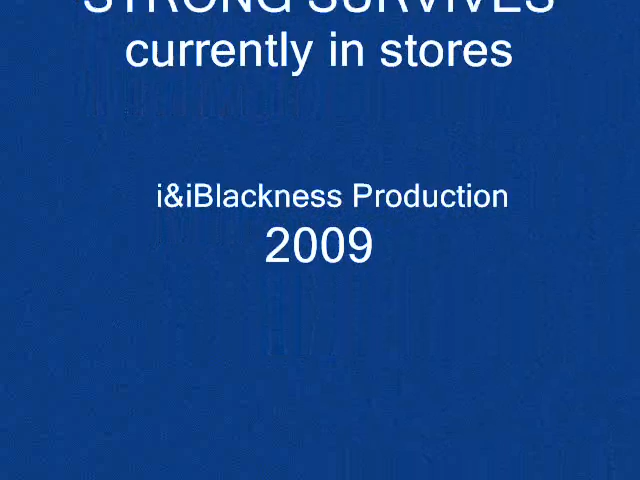 STRONG SURVIVES
currently in stores
i&iBlackness Production
2009